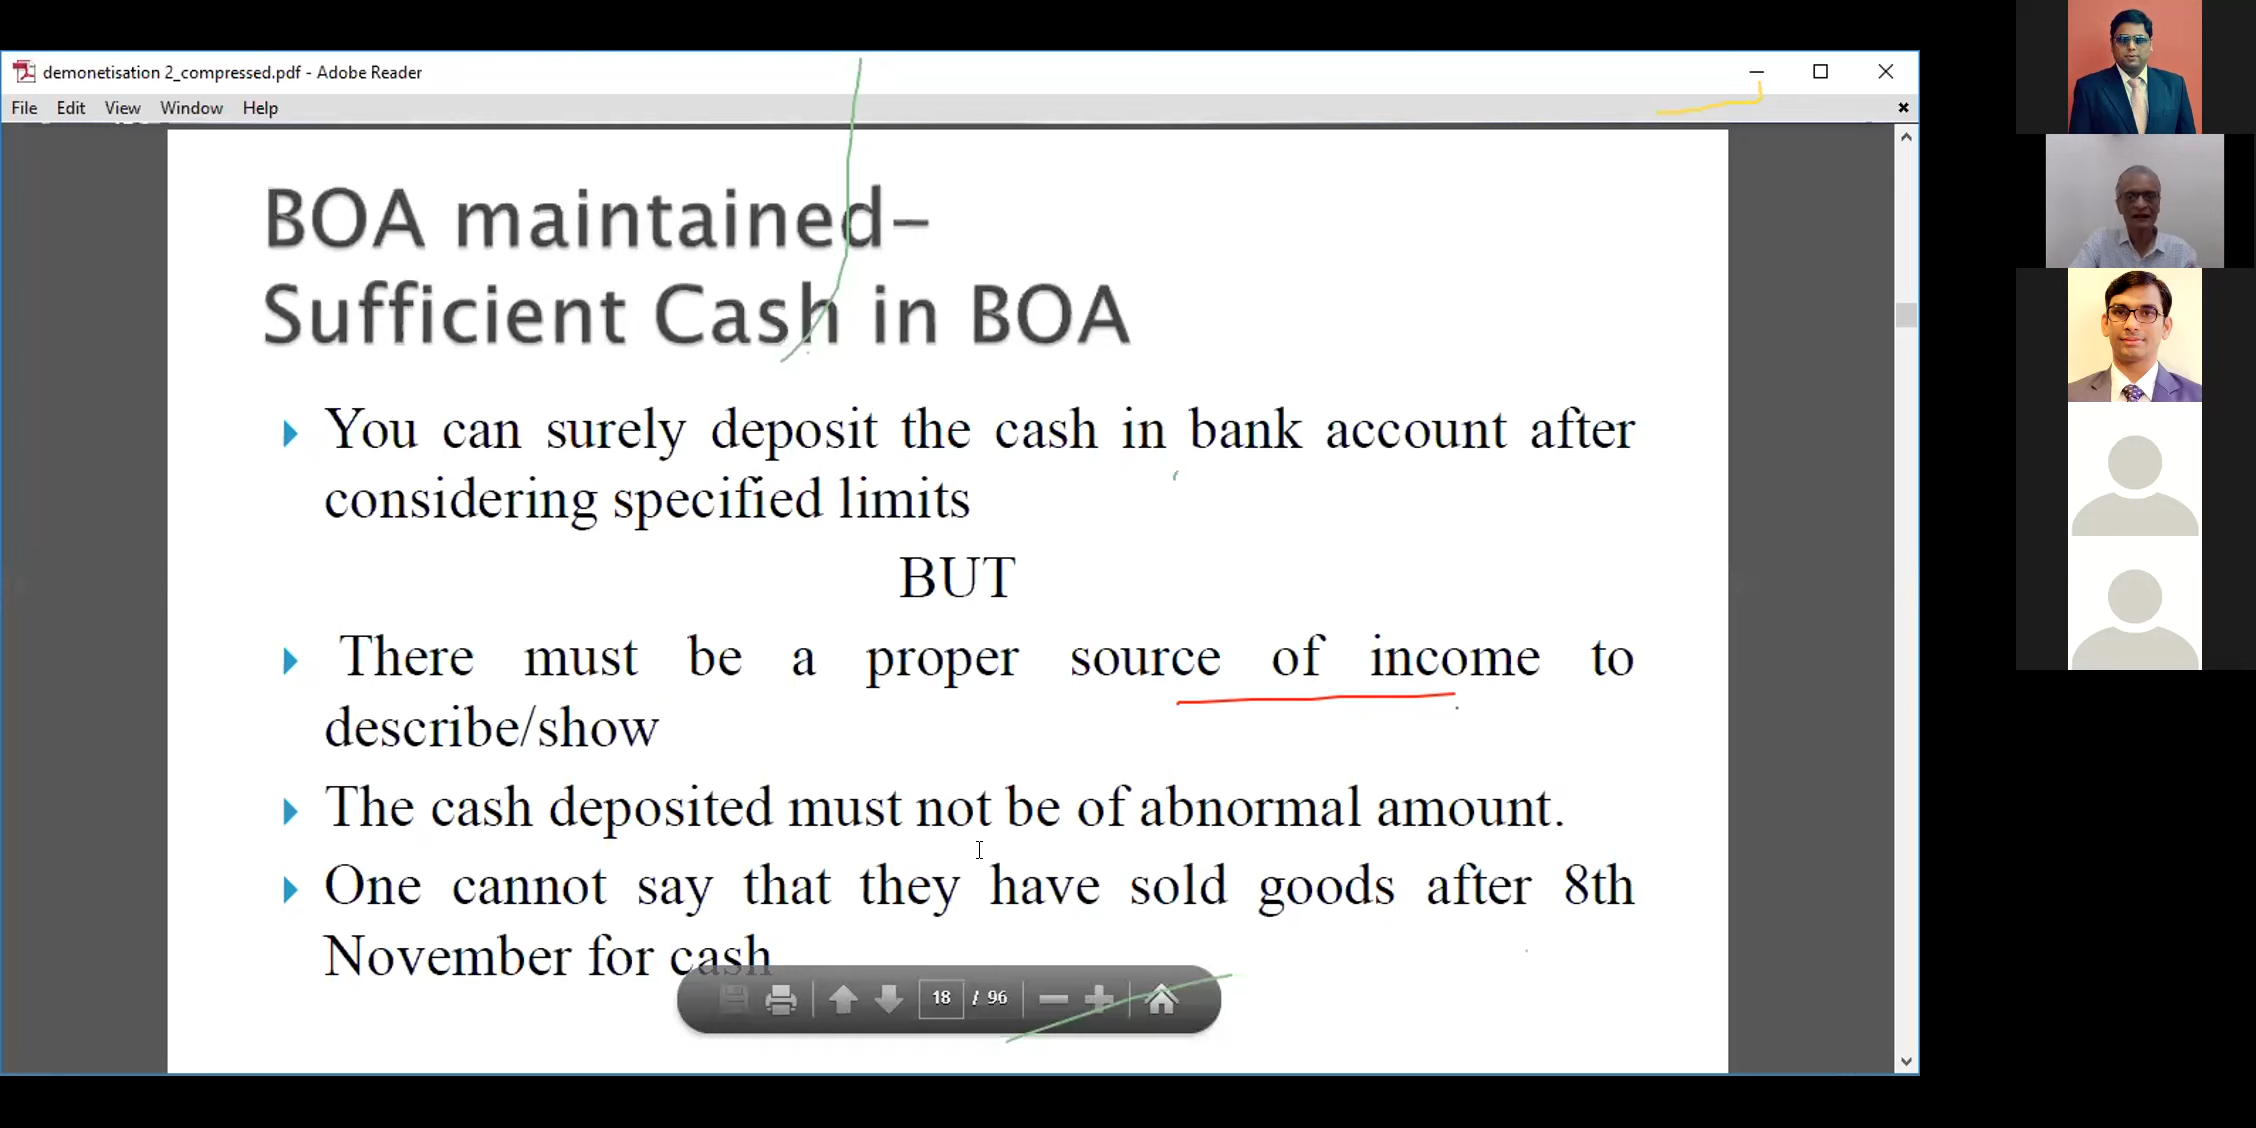 demonetisation 2_compressed.pdf - Adobe Reader
File Edit View Window Help
BOA maintained-
Sufficient Cash in BOA
You can surely deposit the cash in bank account after
considering specified limits
BUT
There must be a proper source of income to
describe/show
The cash deposited must not be of abnormal amount.
One cannot say that they have sold goods after 8th
November for cash
18 / 96